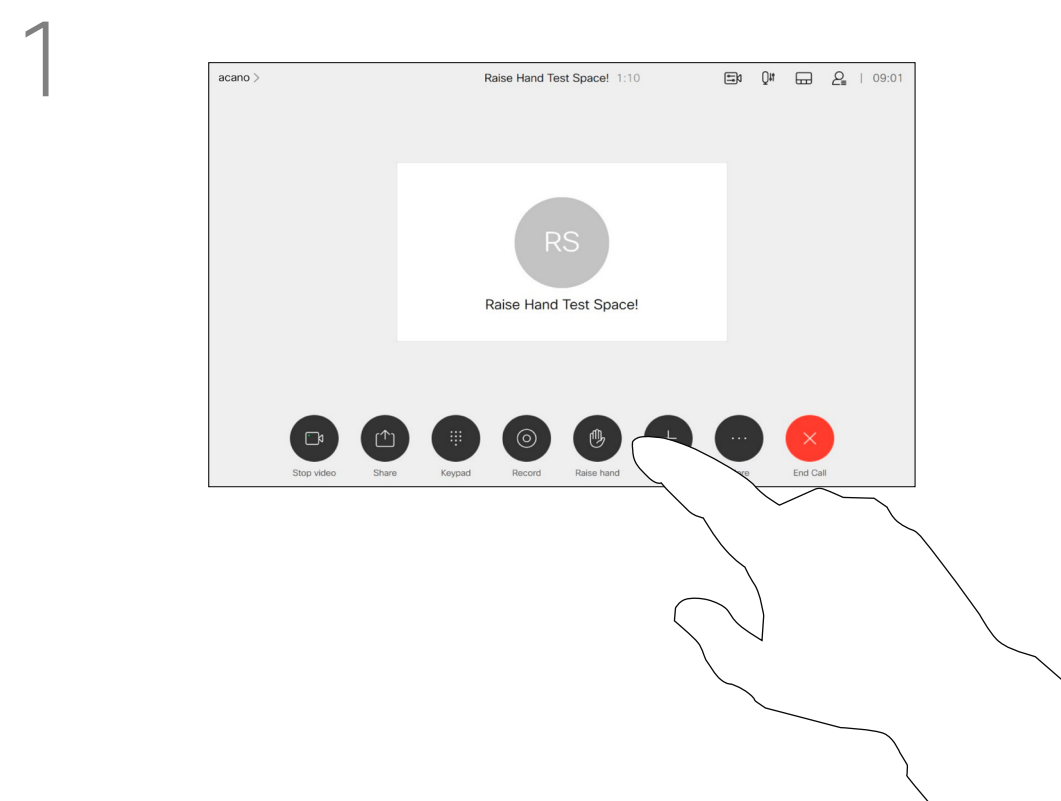 1
acano >
Raise Hand Test Space! 1:10
| 09:01
RS
Raise Hand Test Space!
Stop video
Share
Keypad
Record
Raise hand
End Call